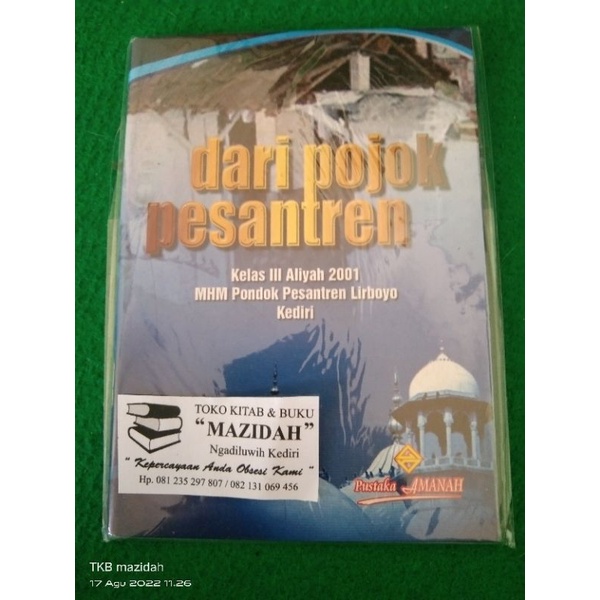 dari pojok
pesantren
Kelas III Aliyah 2001
MHM Pondok Pesantren Lirboyo
Kediri
TOKO KITAB & BUKU
"MAZIDAH"
Ngadiluwih Kediri
" Kepercayaan Anda Obsesi Kami "
Hp. 081 235 297 807 / 082 131 069 456
Pustaka AMANAH
TKB mazidah
17 Agu 2022 11.26